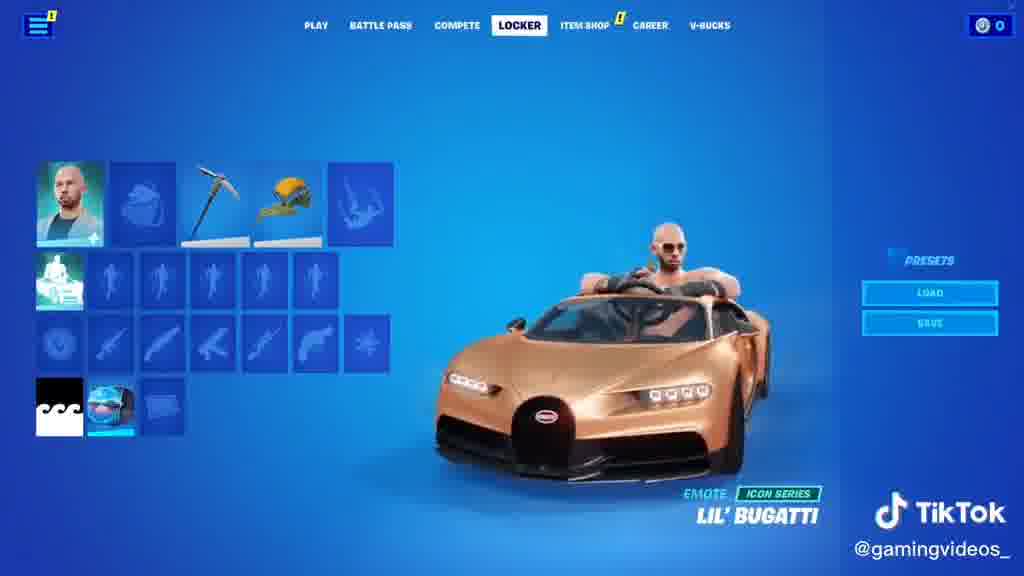 PLAY BATTLE PASS COMPETE LOCKER ITEM SHOP ! CAREER V-BUCKS
! 0
PRESETS
LOAD
SAVE
EMOTE ICON SERIES
LIL' BUGATTI
TikTok
@gamingvideos_